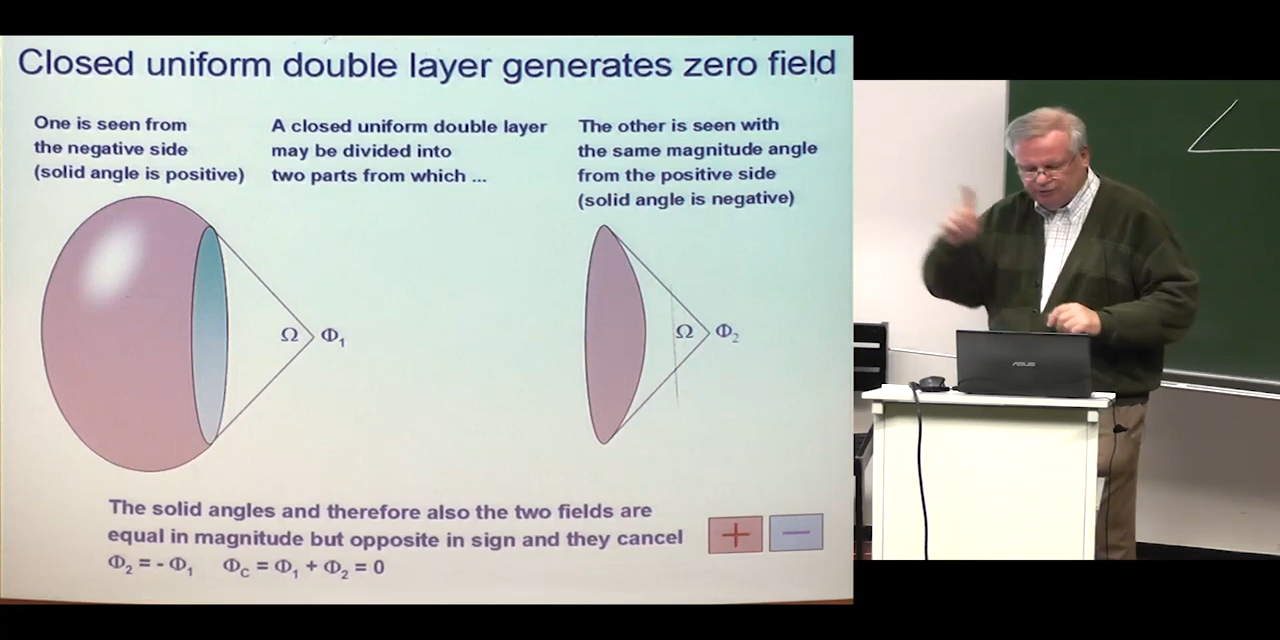 Closed uniform double layer generates zero field
One is seen from
the negative side
(solid angle is positive)
A closed uniform double layer
may be divided into
two parts from which ...
The other is seen with
the same magnitude angle
from the positive side
(solid angle is negative)
Ω Φ₁
Ω Φ₂
The solid angles and therefore also the two fields are
equal in magnitude but opposite in sign and they cancel
Φ₂ = - Φ₁ Φ_C = Φ₁ + Φ₂ = 0
+ −
ASUS